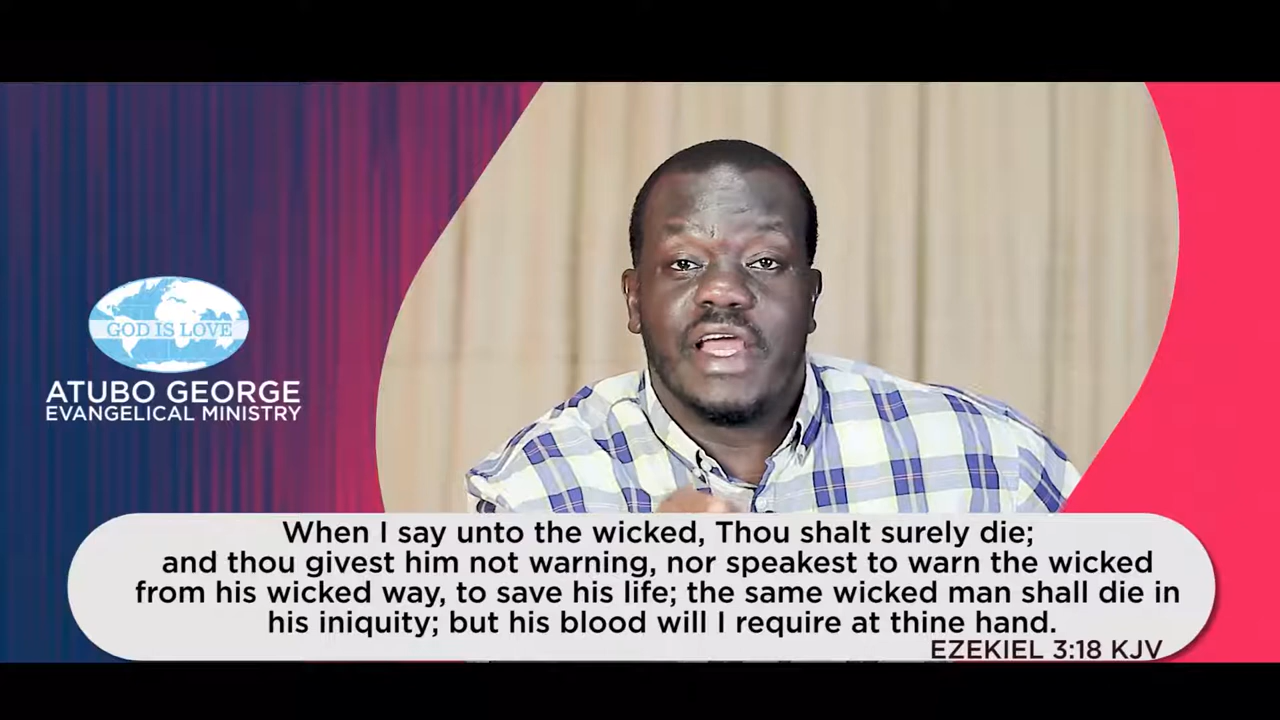 GOD IS LOVE
ATUBO GEORGE
EVANGELICAL MINISTRY
When I say unto the wicked, Thou shalt surely die;
and thou givest him not warning, nor speakest to warn the wicked
from his wicked way, to save his life; the same wicked man shall die in
his iniquity; but his blood will I require at thine hand.
EZEKIEL 3:18 KJV